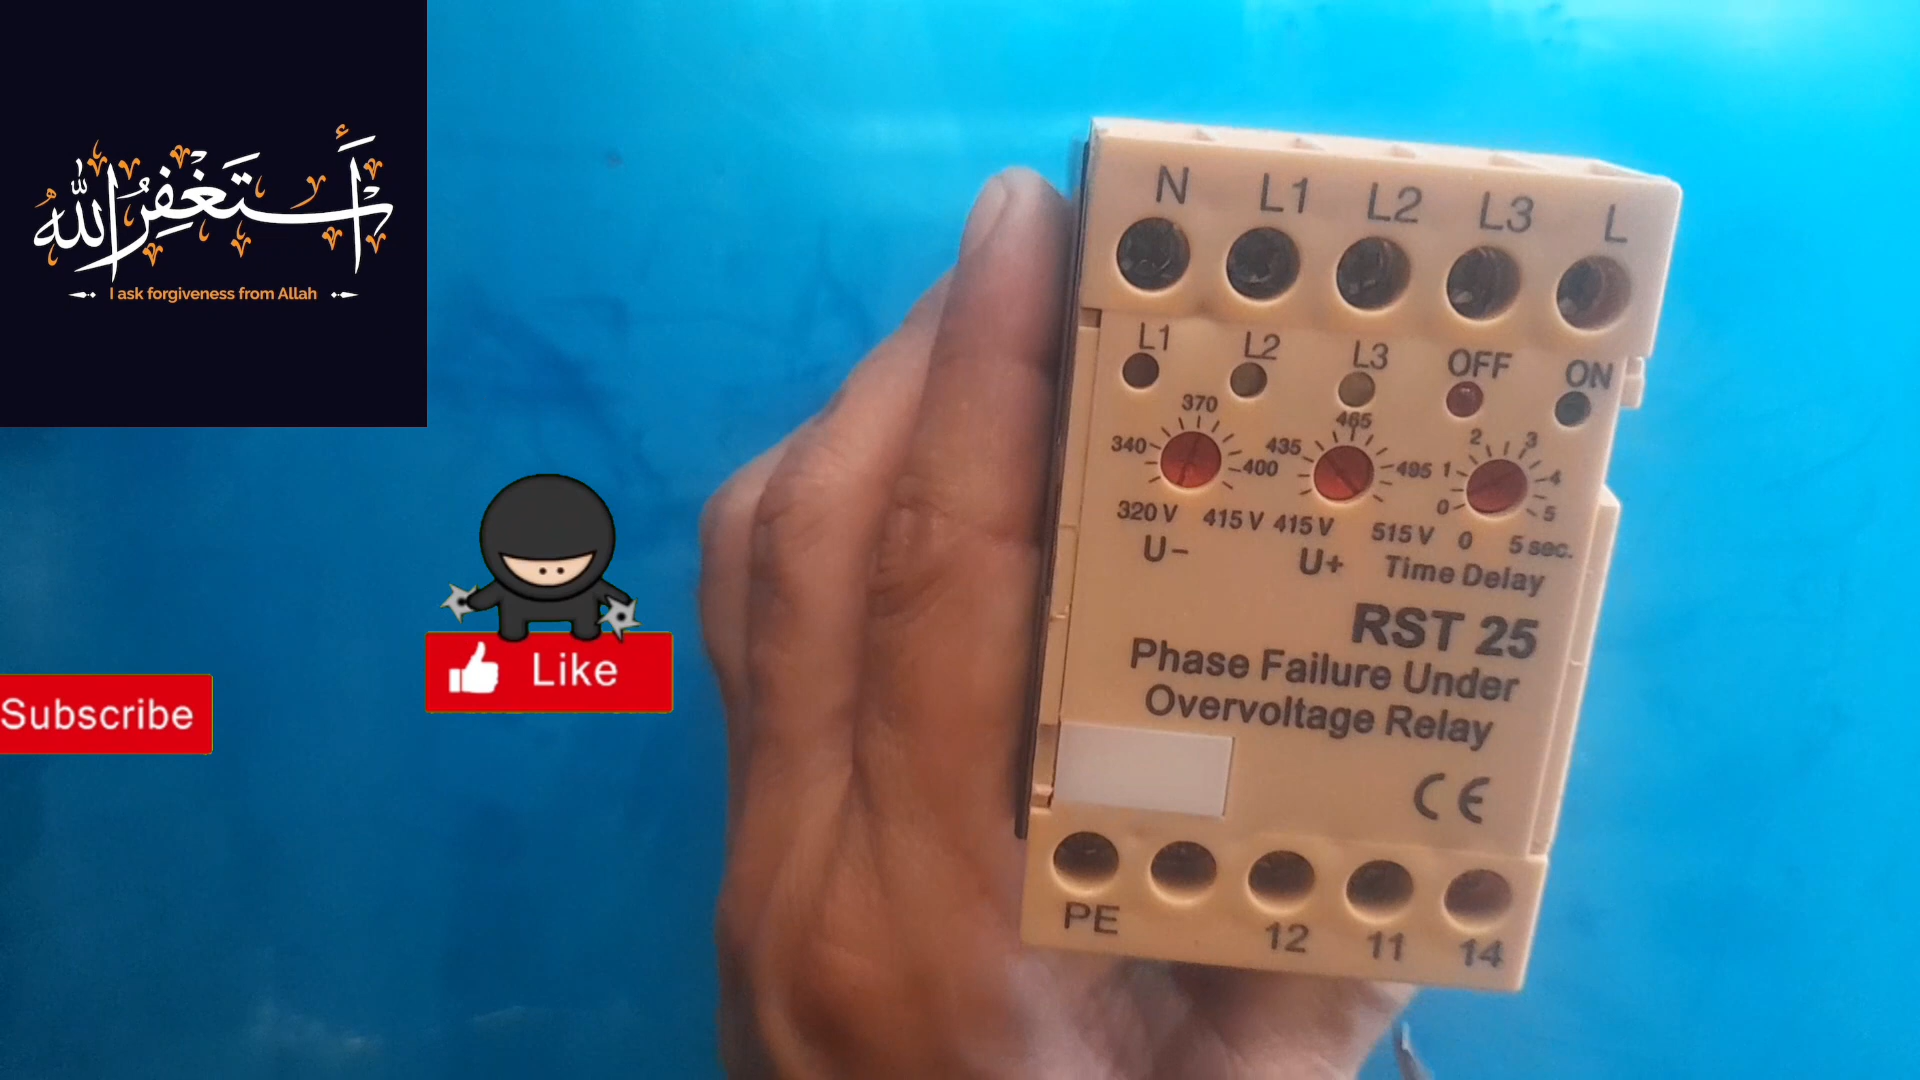 أَسْتَغْفِرُ اللّٰه
I ask forgiveness from Allah
Like
Subscribe
N L1 L2 L3 L
L1 L2 L3 OFF ON
370 465 2 3
340 400 435 495 1 4
0 5
320 V 415 V 415 V 515 V 0 5 sec.
U− U+ Time Delay
RST 25
Phase Failure Under
Overvoltage Relay
CE
PE 12 11 14